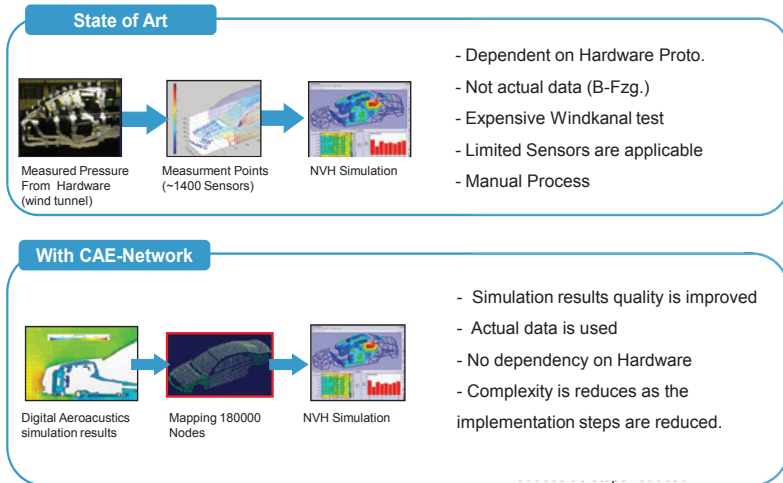 State of Art
- Dependent on Hardware Proto.
- Not actual data (B-Fzg.)
- Expensive Windkanal test
- Limited Sensors are applicable
- Manual Process
Measured Pressure
From Hardware
(wind tunnel)
Measurment Points
(~1400 Sensors)
NVH Simulation
With CAE-Network
- Simulation results quality is improved
- Actual data is used
- No dependency on Hardware
- Complexity is reduces as the
implementation steps are reduced.
Digital Aeroacustics
simulation results
Mapping 180000
Nodes
NVH Simulation